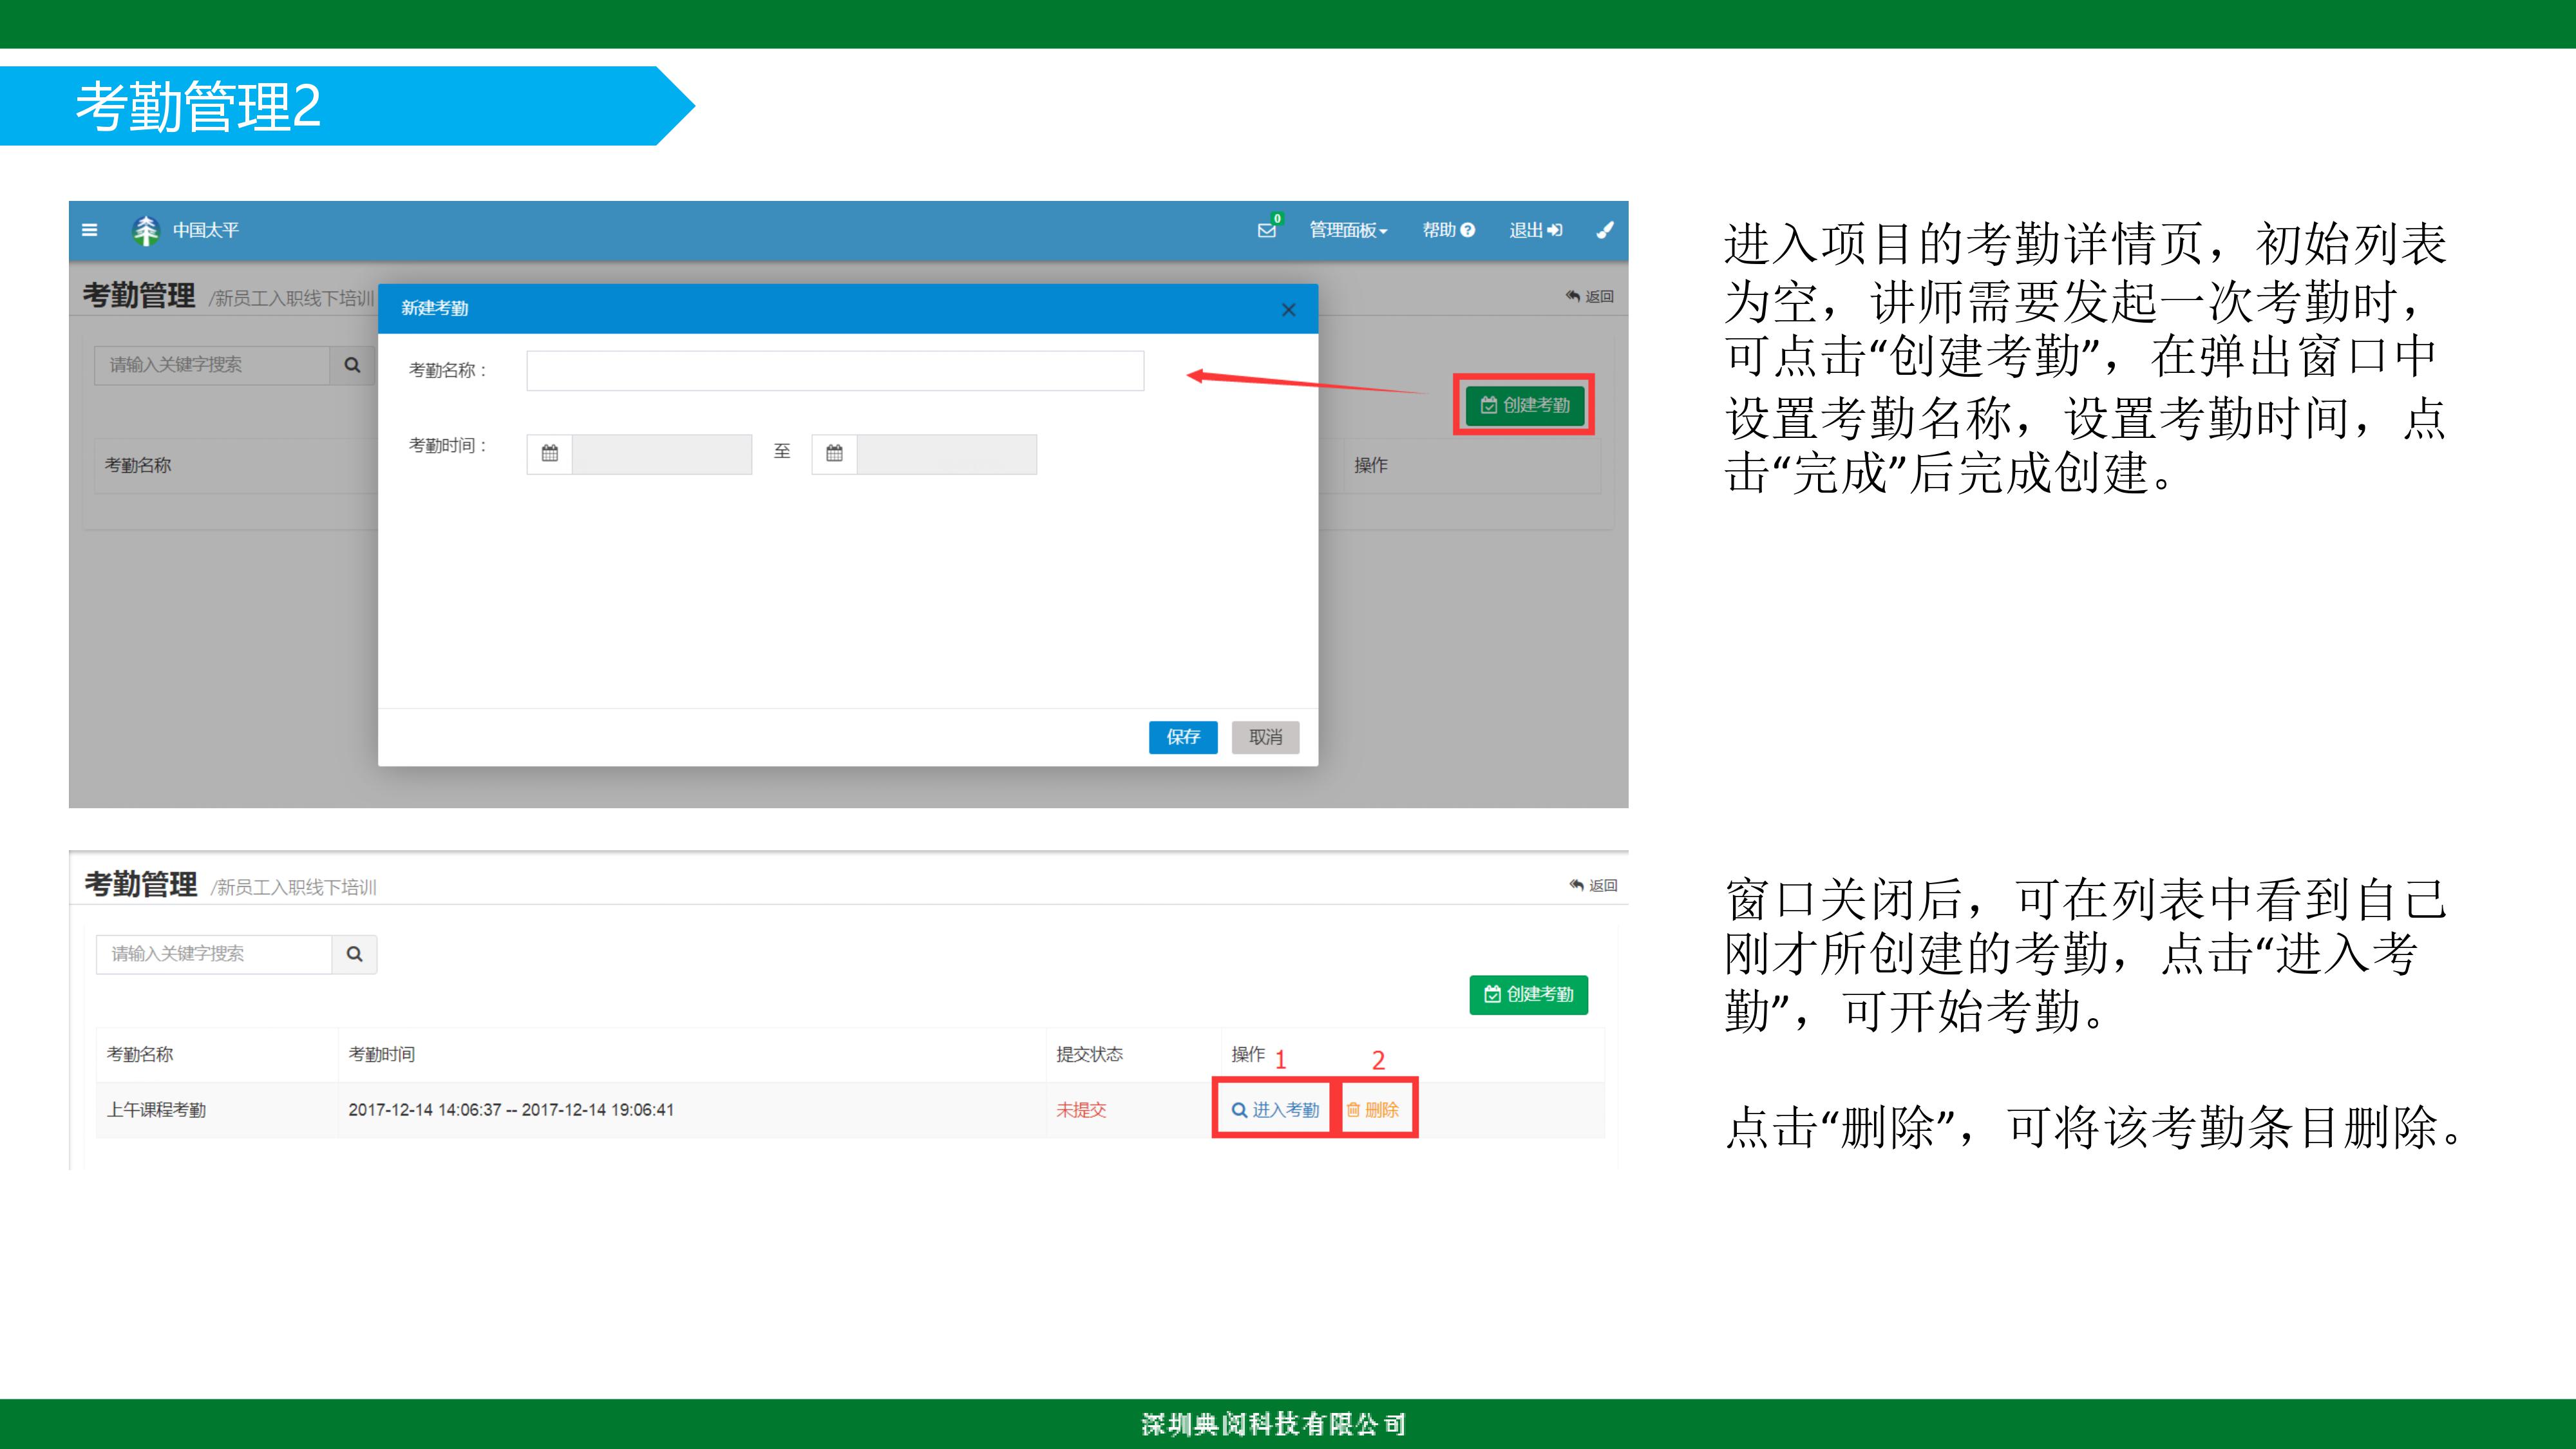 考勤管理2
中国太平
0
管理面板
帮助
退出
考勤管理 /新员工入职线下培训
返回
新建考勤
请输入关键字搜索
考勤名称：
创建考勤
考勤时间：
至
考勤名称
操作
保存
取消
进入项目的考勤详情页，初始列表
为空，讲师需要发起一次考勤时，
可点击“创建考勤”，在弹出窗口中
设置考勤名称，设置考勤时间，点
击“完成”后完成创建。
考勤管理 /新员工入职线下培训
返回
请输入关键字搜索
创建考勤
考勤名称 考勤时间 提交状态 操作 1 2
上午课程考勤 2017-12-14 14:06:37 -- 2017-12-14 19:06:41 未提交 进入考勤 删除
窗口关闭后，可在列表中看到自己
刚才所创建的考勤，点击“进入考
勤”，可开始考勤。
点击“删除”，可将该考勤条目删除。
深圳典阅科技有限公司